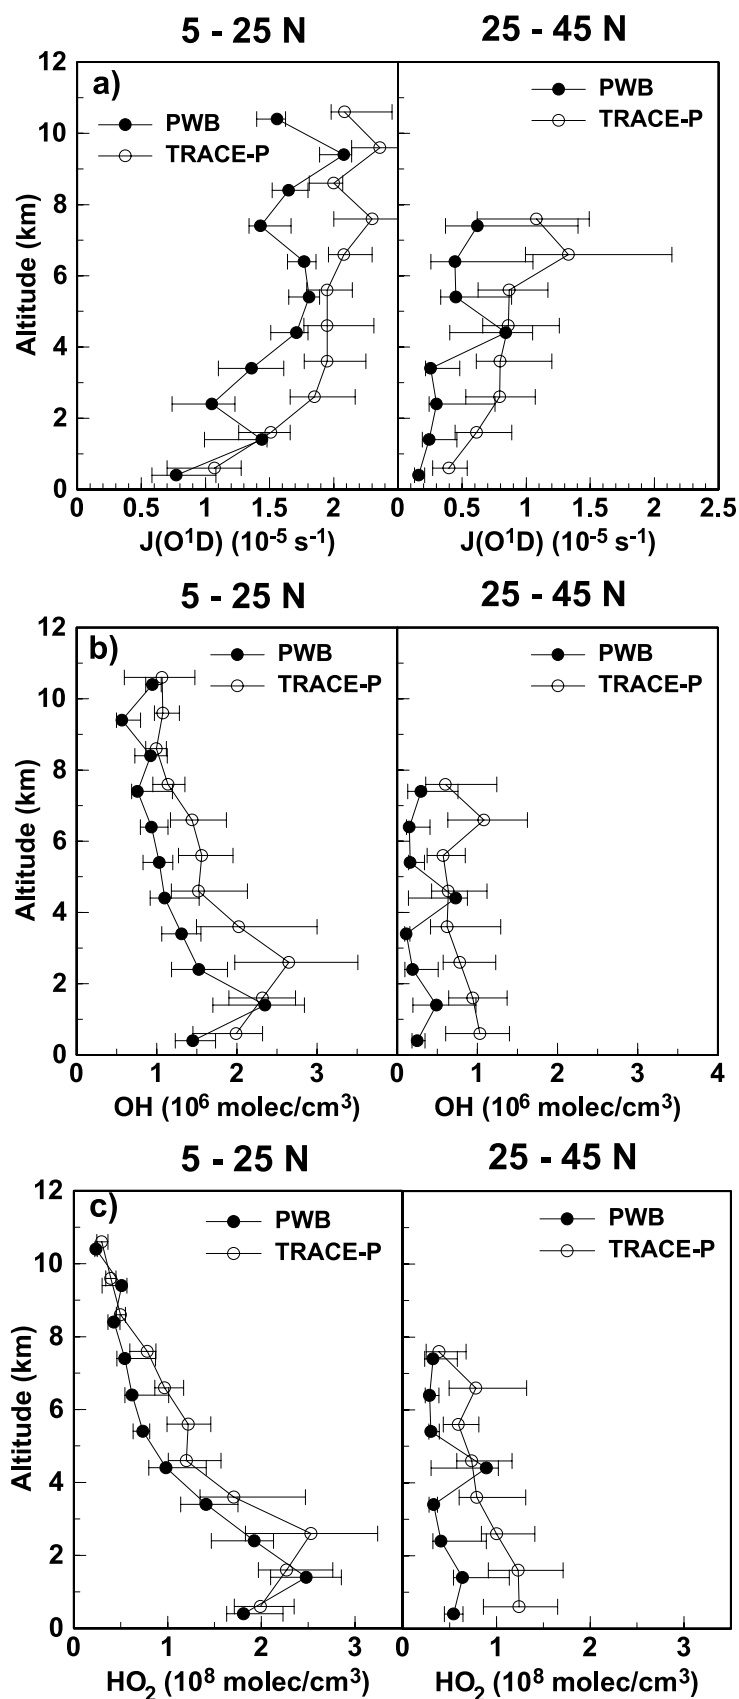 5 - 25 N
25 - 45 N
12
10
8
6
4
2
0
Altitude (km)
a)
PWB
TRACE-P
PWB
TRACE-P
0
0.5
1
1.5
2
0
0.5
1
1.5
2
2.5
J(O¹D) (10⁻⁵ s⁻¹)
J(O¹D) (10⁻⁵ s⁻¹)
5 - 25 N
25 - 45 N
12
10
8
6
4
2
0
Altitude (km)
b)
PWB
TRACE-P
PWB
TRACE-P
0
1
2
3
0
1
2
3
4
OH (10⁶ molec/cm³)
OH (10⁶ molec/cm³)
5 - 25 N
25 - 45 N
12
10
8
6
4
2
0
Altitude (km)
c)
PWB
TRACE-P
PWB
TRACE-P
0
1
2
3
0
1
2
3
HO₂ (10⁸ molec/cm³)
HO₂ (10⁸ molec/cm³)